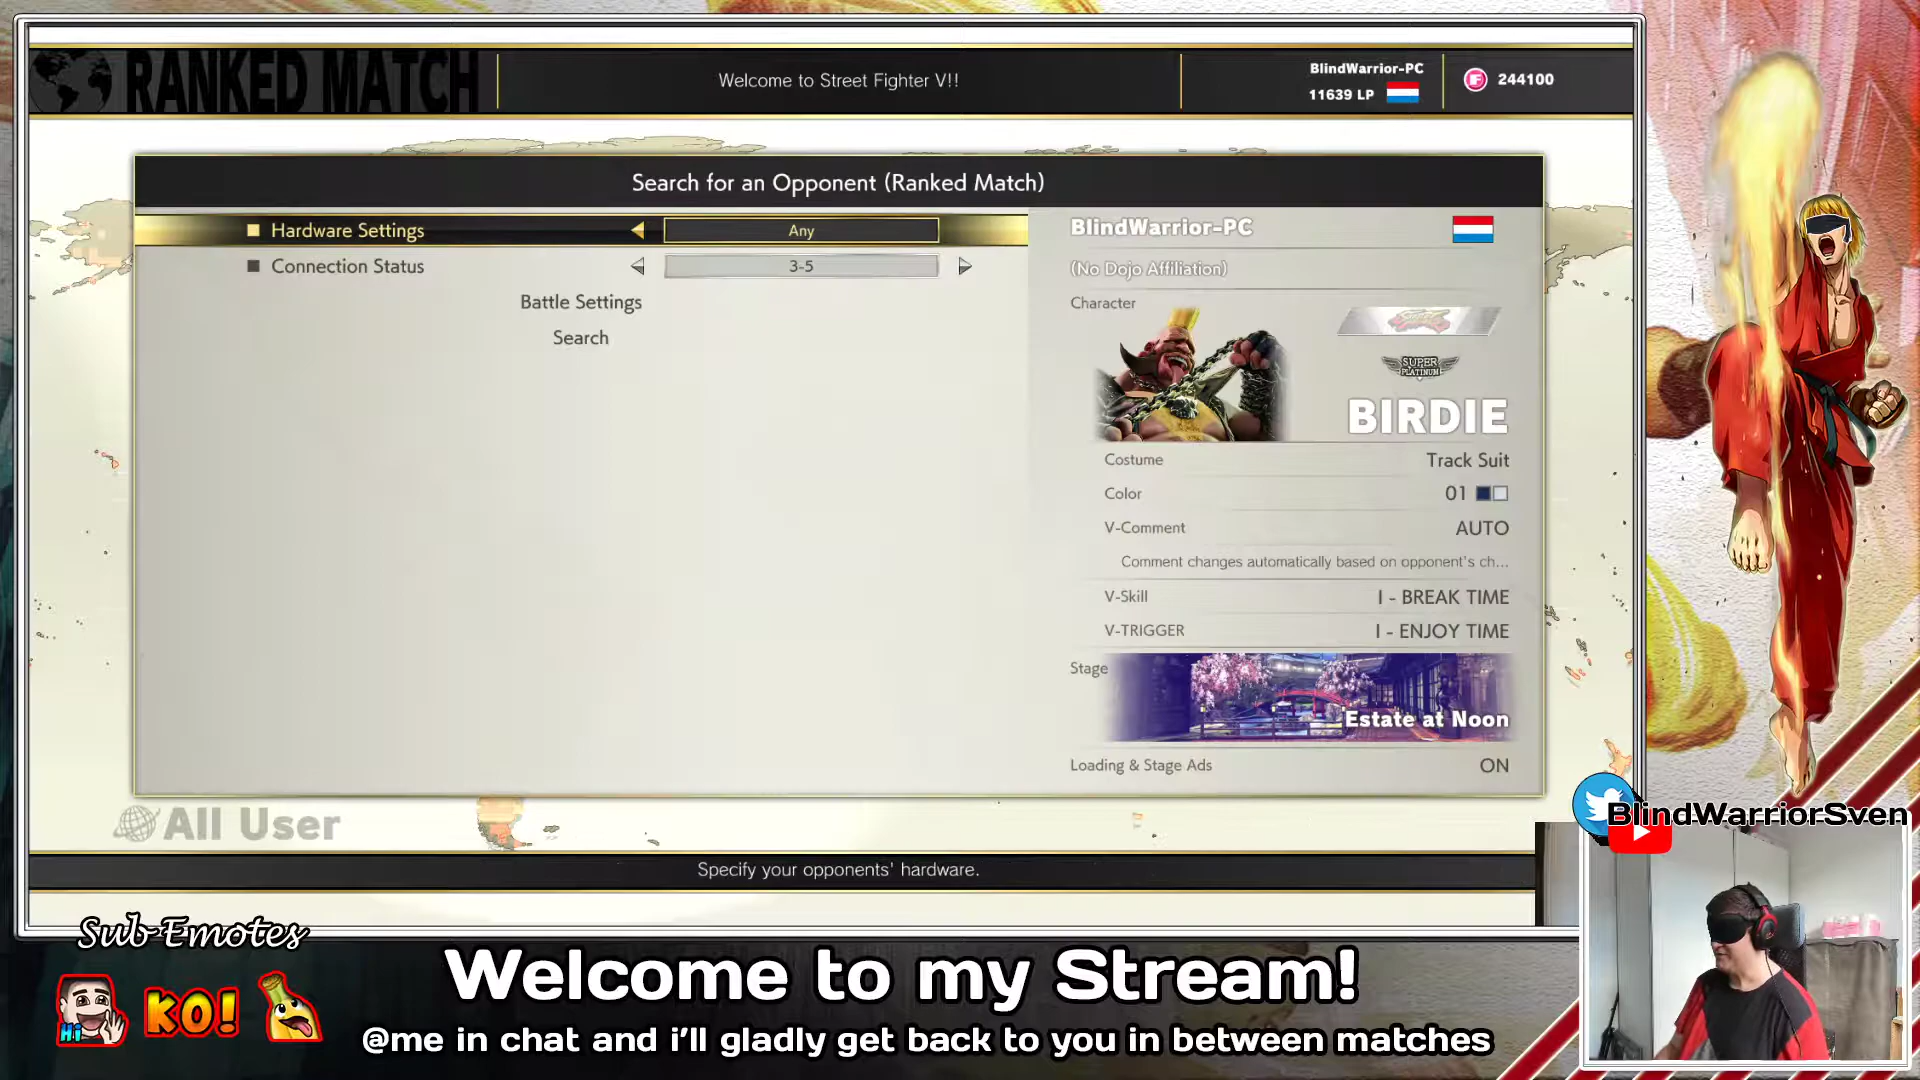 RANKED MATCH
Welcome to Street Fighter V!!
BlindWarrior-PC
11639 LP
F 244100
Search for an Opponent (Ranked Match)
Hardware Settings
Any
Connection Status
3-5
Battle Settings
Search
BlindWarrior-PC
(No Dojo Affiliation)
Character
SUPER
PLATINUM
BIRDIE
Costume
Track Suit
Color
01
V-Comment
AUTO
Comment changes automatically based on opponent's ch...
V-Skill
I - BREAK TIME
V-TRIGGER
I - ENJOY TIME
Stage
Estate at Noon
Loading & Stage Ads
ON
All User
Specify your opponents' hardware.
BlindWarriorSven
Sub-Emotes
Hi
KO!
Welcome to my Stream!
@me in chat and i'll gladly get back to you in between matches